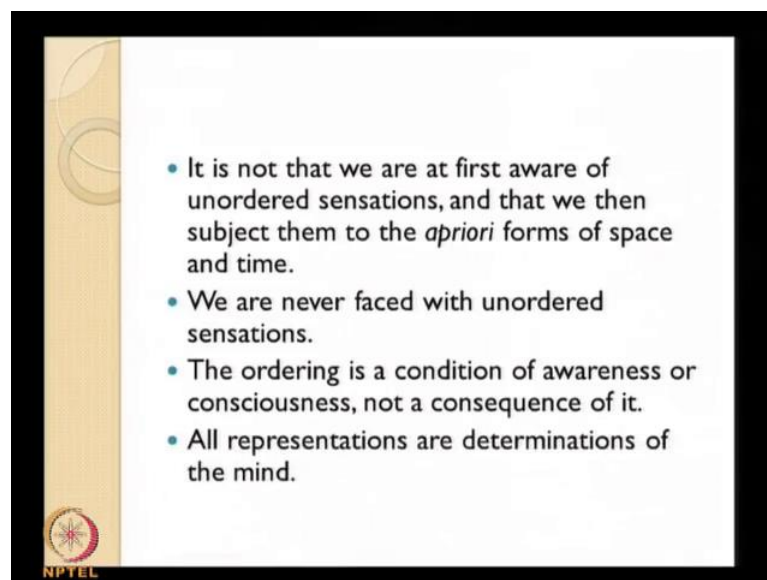 • It is not that we are at first aware of
unordered sensations, and that we then
subject them to the apriori forms of space
and time.
• We are never faced with unordered
sensations.
• The ordering is a condition of awareness or
consciousness, not a consequence of it.
• All representations are determinations of
the mind.
NPTEL